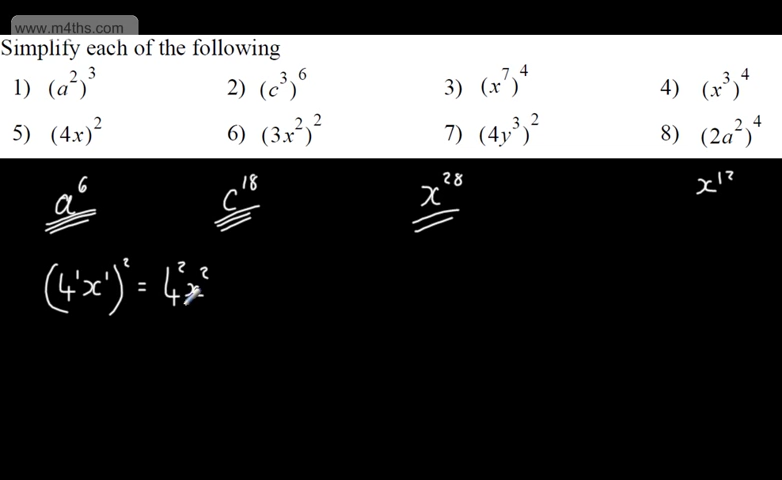 www.m4ths.com
Simplify each of the following
1) (a²)³ 2) (c³)⁶ 3) (x⁷)⁴ 4) (x³)⁴
5) (4x)² 6) (3x²)² 7) (4y³)² 8) (2a²)⁴
a⁶ c¹⁸ x²⁸ x¹²
(4¹x¹)² = 4²x²